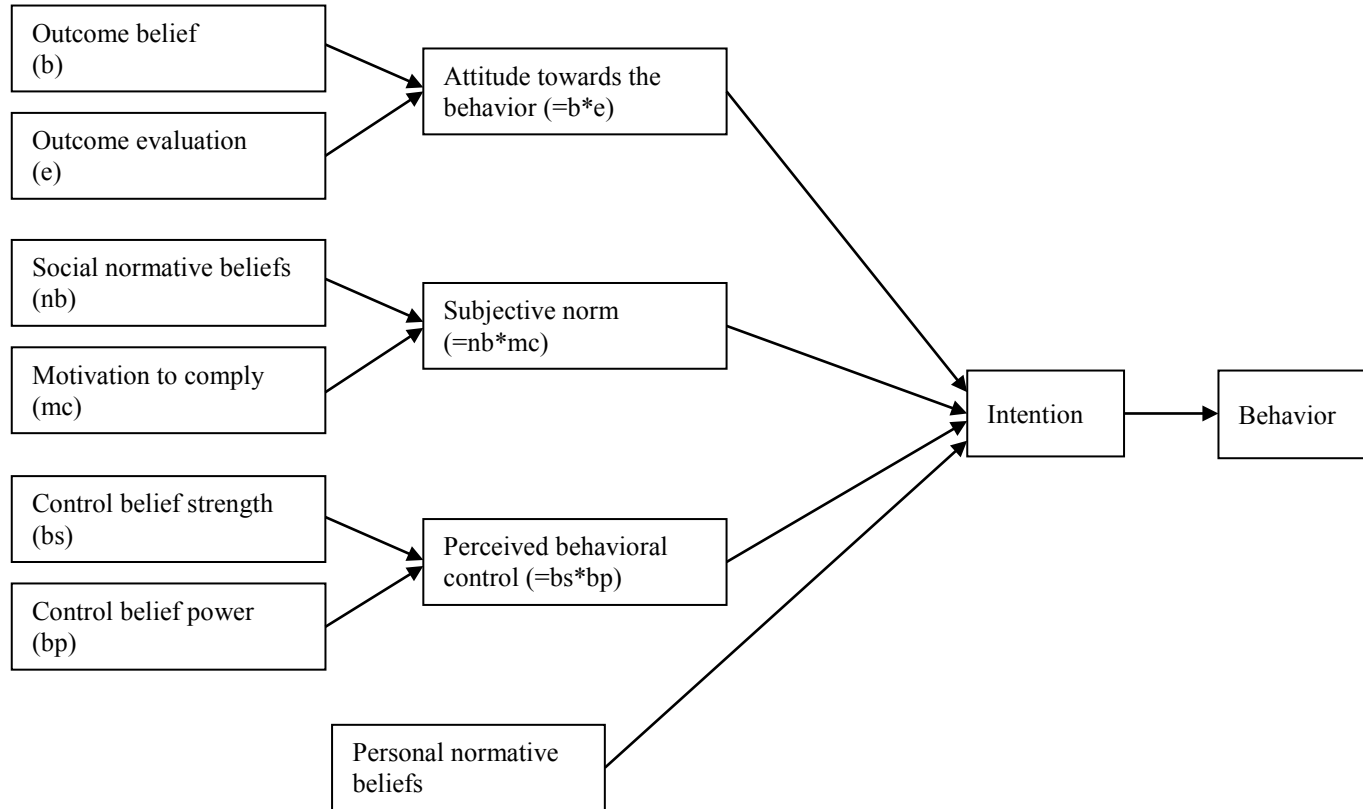 Outcome belief
(b)
Outcome evaluation
(e)
Attitude towards the
behavior (=b*e)
Social normative beliefs
(nb)
Motivation to comply
(mc)
Subjective norm
(=nb*mc)
Control belief strength
(bs)
Control belief power
(bp)
Perceived behavioral
control (=bs*bp)
Personal normative
beliefs
Intention
Behavior